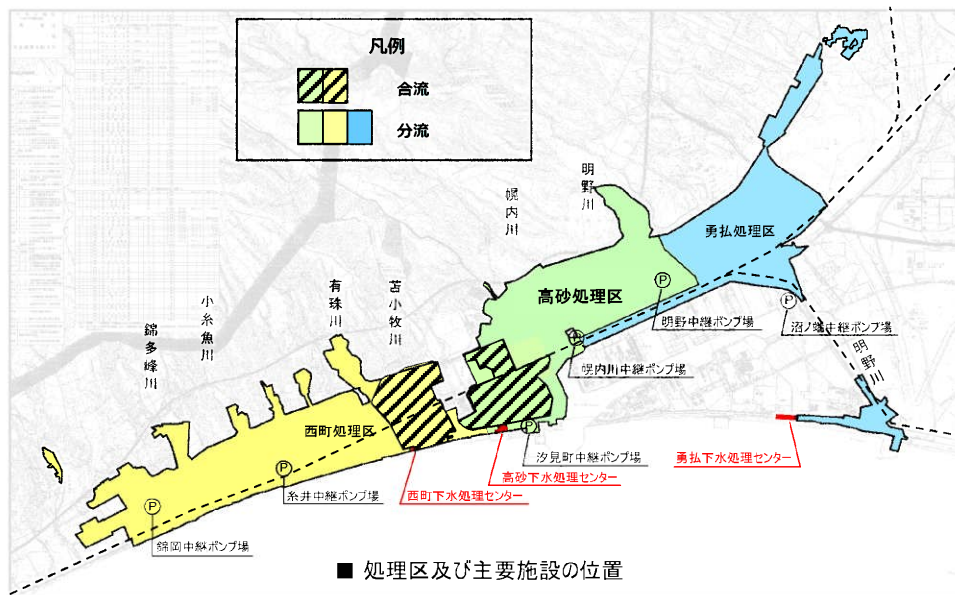 凡例
合流
分流
明野川
幌内川
勇払処理区
高砂処理区
有珠川
苫小牧川
小糸魚川
錦多峰川
明野中継ポンプ場
沼ノ端中継ポンプ場
明野川
幌内川中継ポンプ場
西町処理区
汐見町中継ポンプ場
勇払下水処理センター
高砂下水処理センター
糸井中継ポンプ場
西町下水処理センター
錦岡中継ポンプ場
P
P
P
P
P
P
■ 処理区及び主要施設の位置